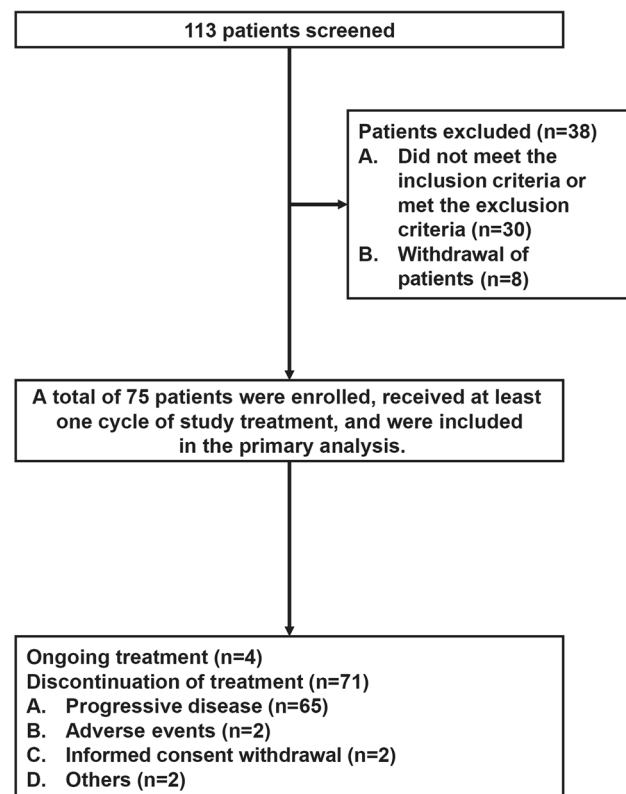 113 patients screened
Patients excluded (n=38)
A. Did not meet the
inclusion criteria or
met the exclusion
criteria (n=30)
B. Withdrawal of
patients (n=8)
A total of 75 patients were enrolled, received at least
one cycle of study treatment, and were included
in the primary analysis.
Ongoing treatment (n=4)
Discontinuation of treatment (n=71)
A. Progressive disease (n=65)
B. Adverse events (n=2)
C. Informed consent withdrawal (n=2)
D. Others (n=2)